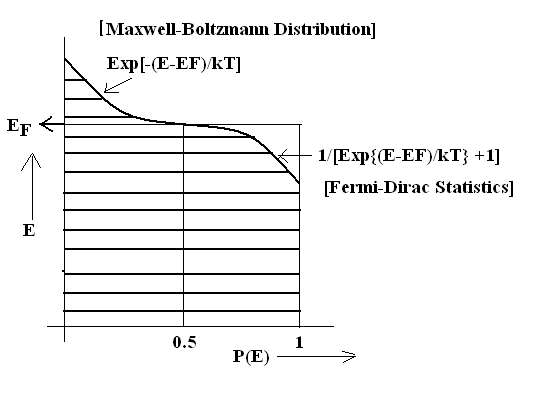 [Maxwell-Boltzmann Distribution]
Exp[-(E-EF)/kT]
EF
1/[Exp{(E-EF)/kT} +1]
[Fermi-Dirac Statistics]
E
0.5
1
P(E)